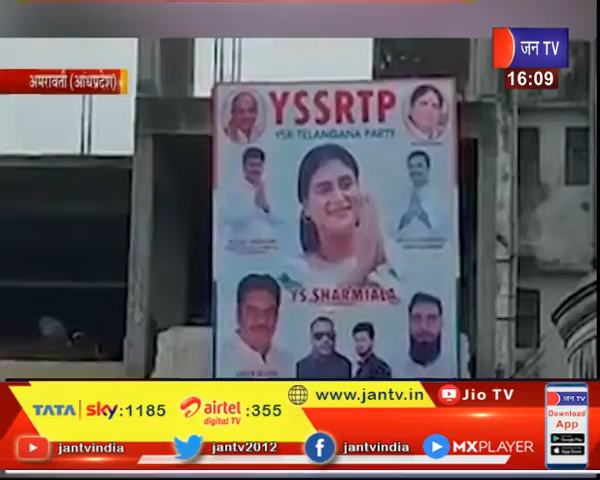 जन TV
16:09
अमरावती (आंध्रप्रदेश)
YSSRTP
YSR TELANGANA PARTY
YS.SHARMIALA
TATA sky:1185
airtel digital TV :355
www.jantv.in
Jio TV
जन TV
Download
App
jantvindia
jantv2012
jantvindia
MXPLAYER